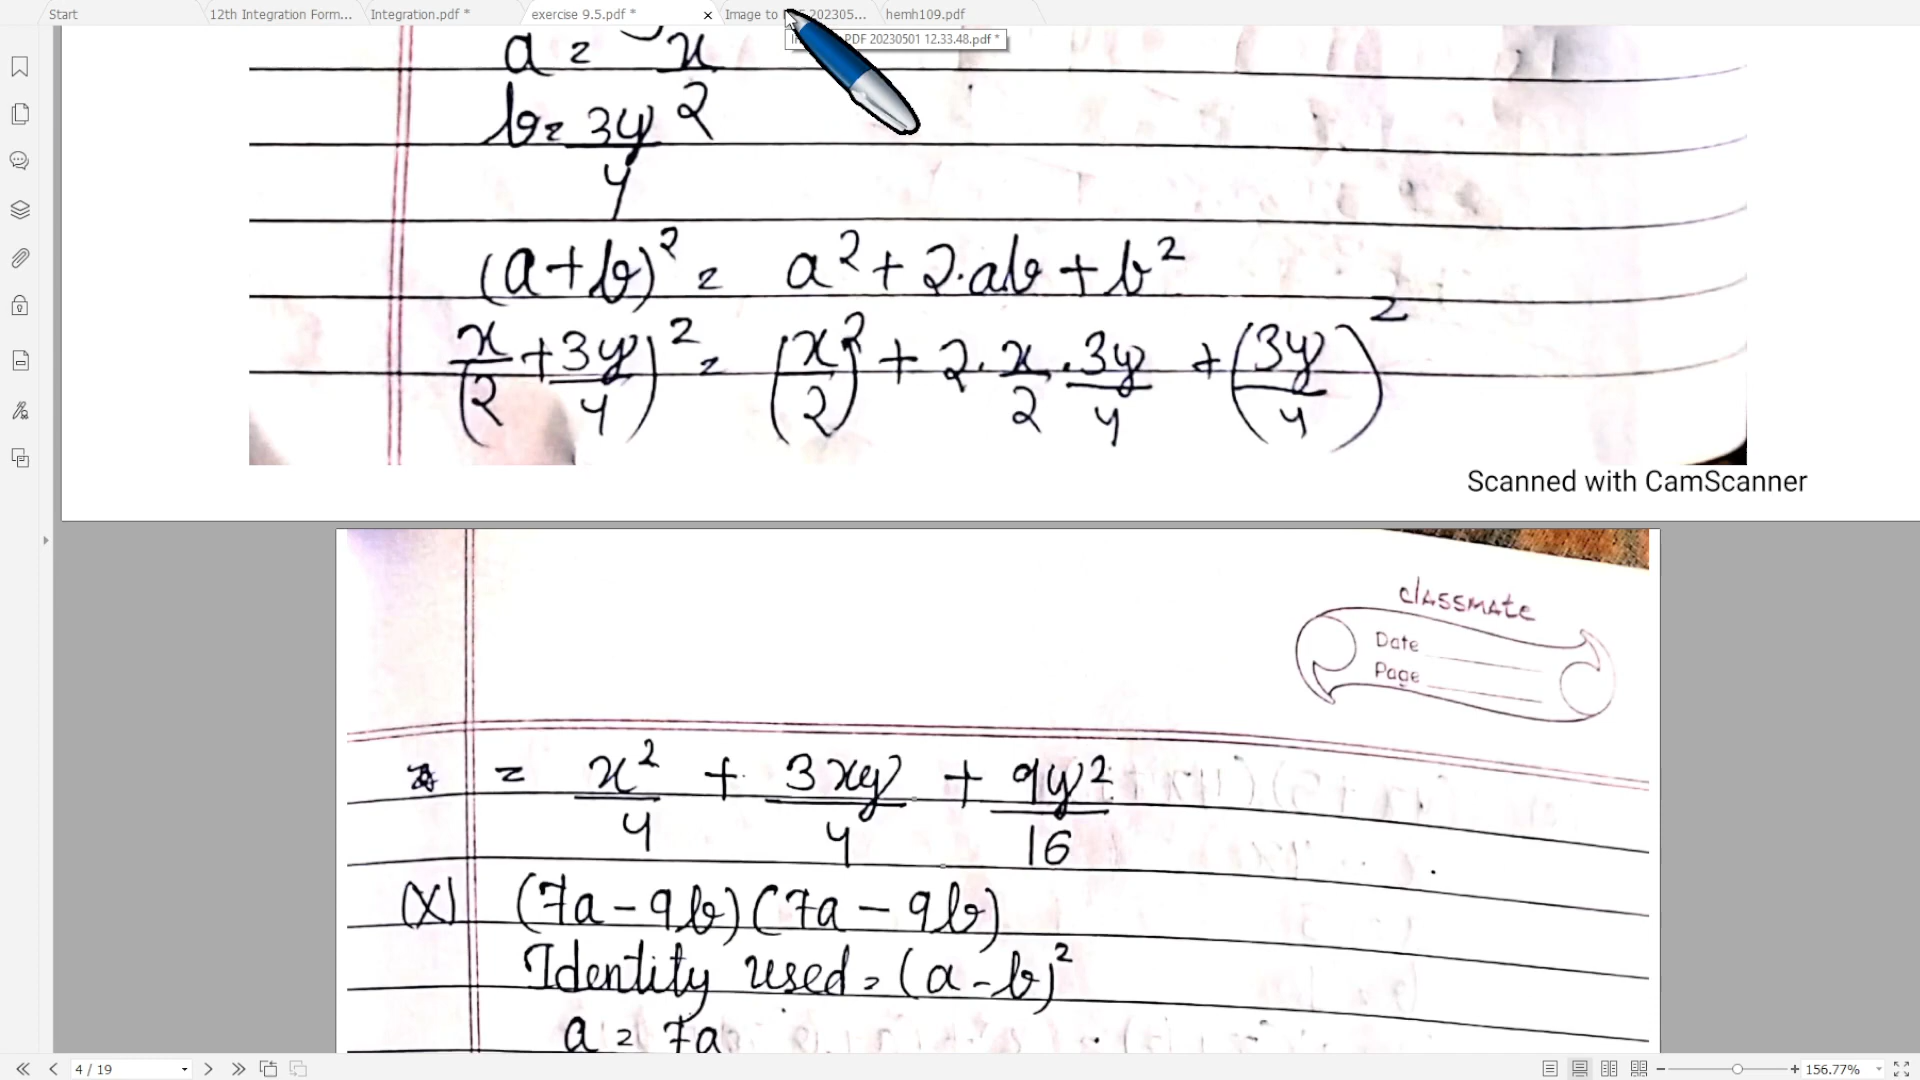 Start 12th Integration Form... Integration.pdf * exercise 9.5.pdf * × Image to 202305... hemh109.pdf
PDF 20230501 12.33.48.pdf *
a = x
2
b = 3y
4
(a+b)² = a² + 2.ab + b²
(x/2 + 3y/4)² = (x/2)² + 2. x/2 . 3y/4 + (3y/4)²
Scanned with CamScanner
classmate
Date
Page
= x²/4 + 3xy/4 + 9y²/16
(X) (7a - 9b)(7a - 9b)
Identity used = (a-b)²
a = 7a
4 / 19 156.77%